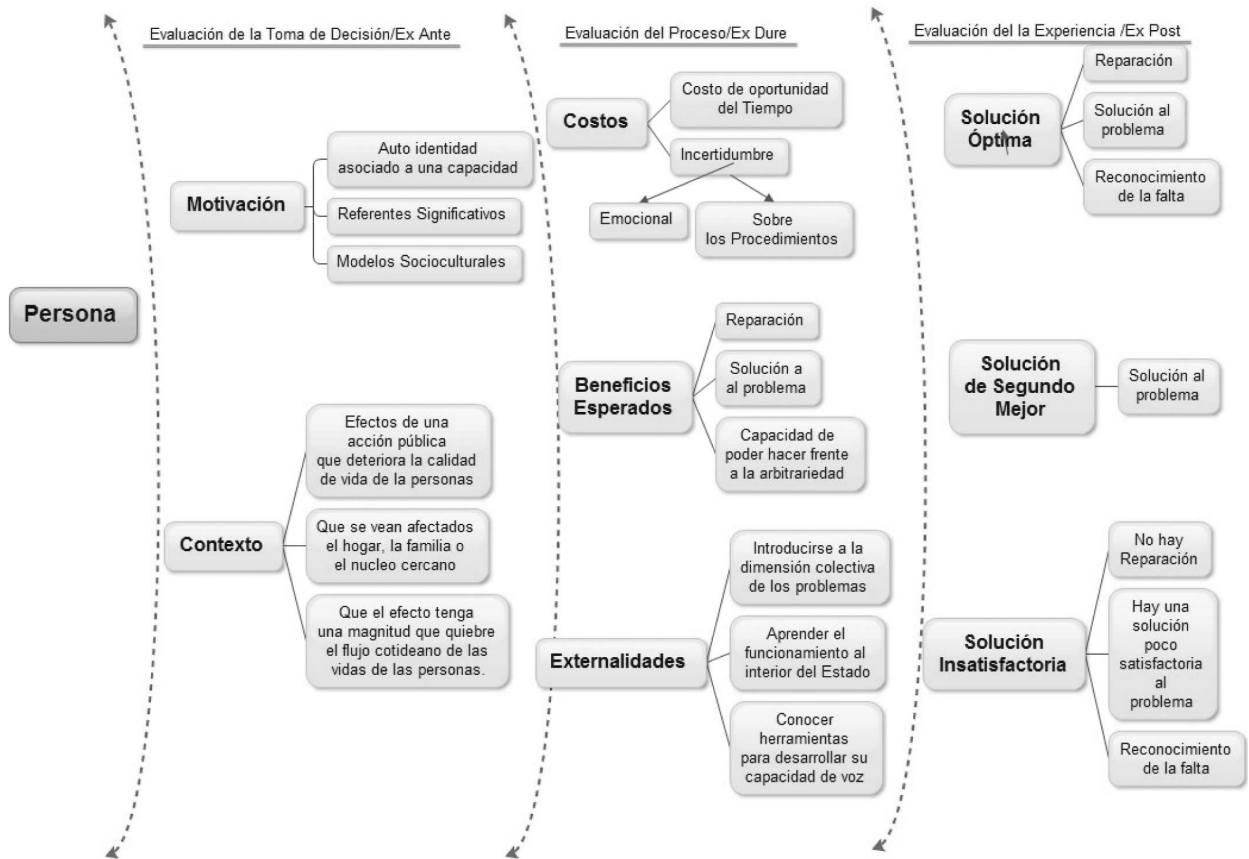 Evaluación de la Toma de Decisión/Ex Ante
Evaluación del Proceso/Ex Dure
Evaluación del la Experiencia /Ex Post
Persona
Motivación
Auto identidad
asociado a una capacidad
Referentes Significativos
Modelos Socioculturales
Contexto
Efectos de una
acción pública
que deteriora la calidad
de vida de la personas
Que se vean afectados
el hogar, la familia o
el nucleo cercano
Que el efecto tenga
una magnitud que quiebre
el flujo cotideano de las
vidas de las personas.
Costos
Costo de oportunidad
del Tiempo
Incertidumbre
Emocional
Sobre
los Procedimientos
Beneficios
Esperados
Reparación
Solución a
al problema
Capacidad de
poder hacer frente
a la arbitrariedad
Externalidades
Introducirse a la
dimensión colectiva
de los problemas
Aprender el
funcionamiento al
interior del Estado
Conocer
herramientas
para desarrollar su
capacidad de voz
Solución
Óptima
Reparación
Solución al
problema
Reconocimiento
de la falta
Solución
de Segundo
Mejor
Solución al
problema
Solución
Insatisfactoria
No hay
Reparación
Hay una
solución
poco
satisfactoria
al
problema
Reconocimiento
de la falta